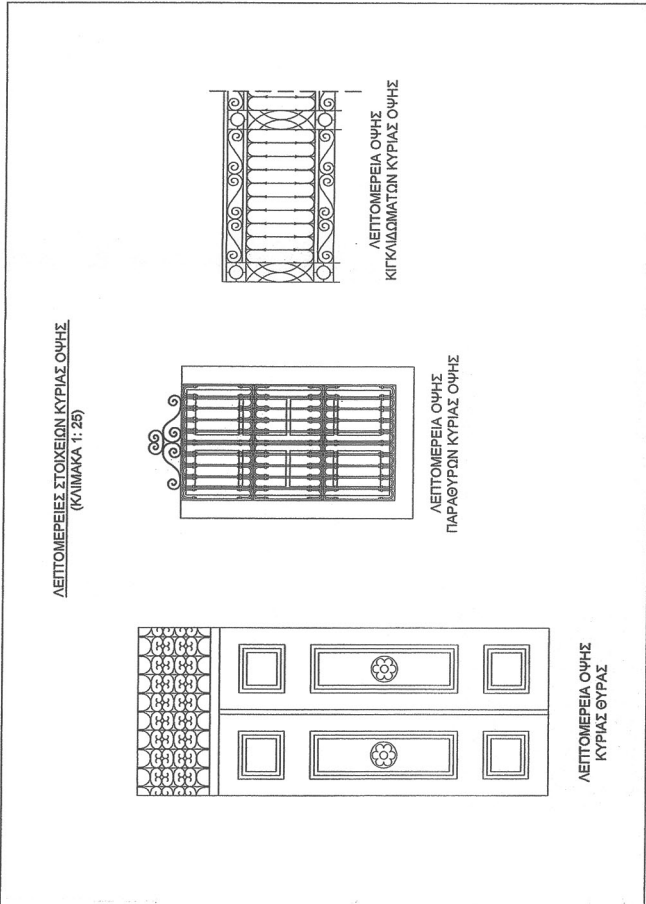 ΛΕΠΤΟΜΕΡΕΙΕΣ ΣΤΟΙΧΕΙΩΝ ΚΥΡΙΑΣ ΟΨΗΣ
(ΚΛΙΜΑΚΑ 1: 25)
ΛΕΠΤΟΜΕΡΕΙΑ ΟΨΗΣ
ΚΥΡΙΑΣ ΘΥΡΑΣ
ΛΕΠΤΟΜΕΡΕΙΑ ΟΨΗΣ
ΠΑΡΑΘΥΡΩΝ ΚΥΡΙΑΣ ΟΨΗΣ
ΛΕΠΤΟΜΕΡΕΙΑ ΟΨΗΣ
ΚΙΓΚΛΙΔΩΜΑΤΩΝ ΚΥΡΙΑΣ ΟΨΗΣ